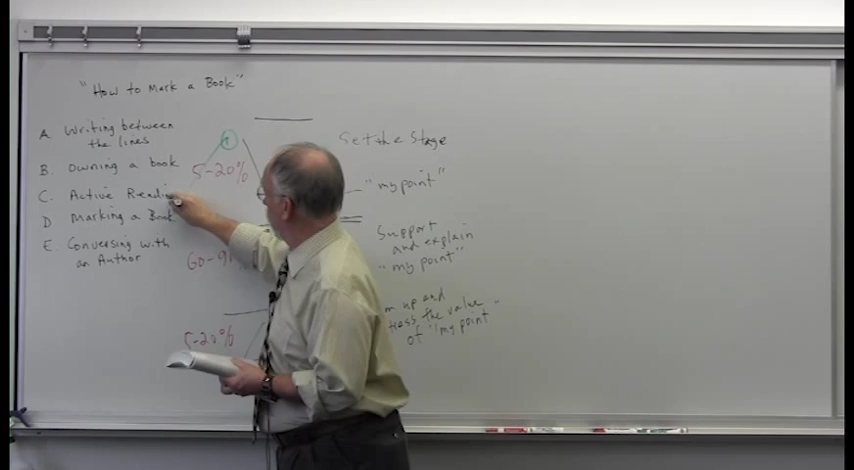 "How to Mark a Book"
A Writing between
the lines
B. Owning a book
C. Active
D Marking a Book
E. Conversing with
an Author
5-20%
5-20%
Set the Stage
"my point"
Support
and explain
"my point"
up and
the value
of "my point"